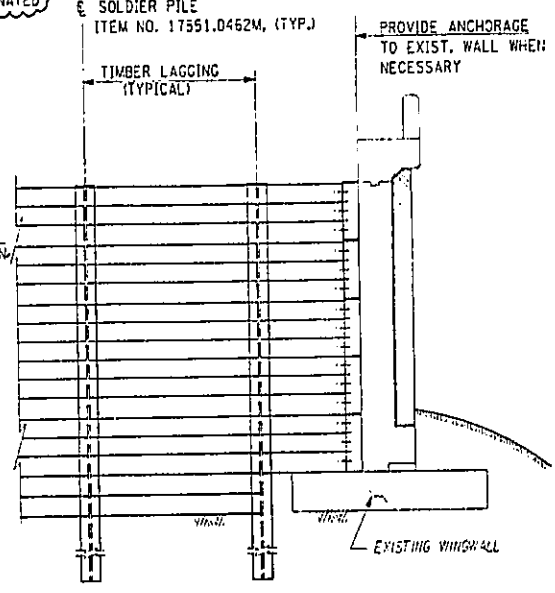 NATED
℄ SOLDIER PILE
ITEM NO. 17551.0462M, (TYP.)
PROVIDE ANCHORAGE
TO EXIST. WALL WHEN
NECESSARY
TIMBER LAGGING
(TYPICAL)
EXISTING WINGWALL